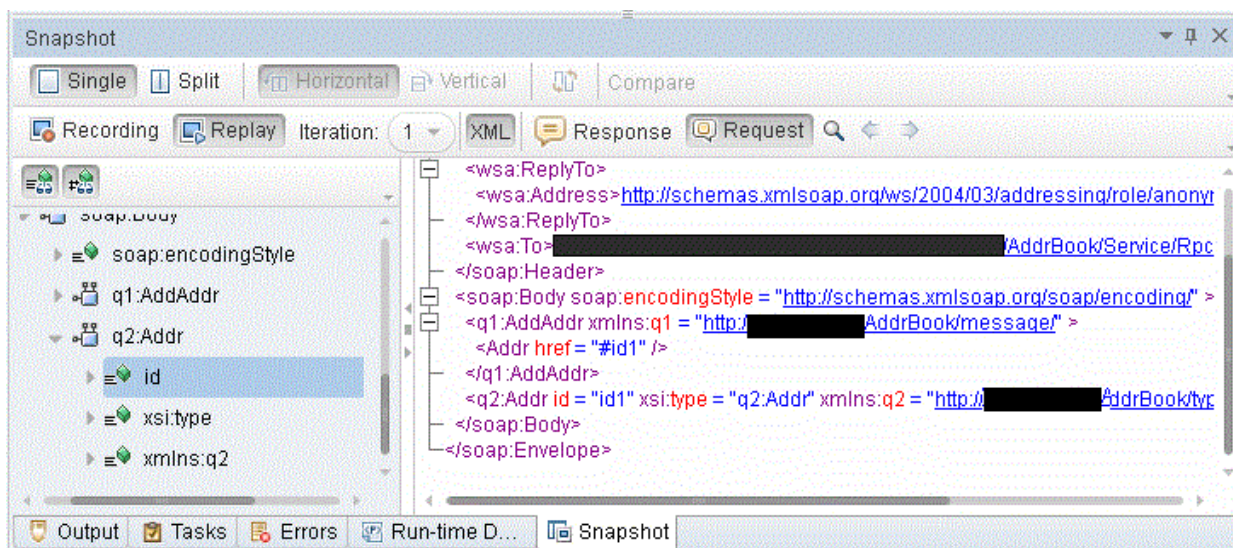 Snapshot
Single Split Horizontal Vertical Compare
Recording Replay Iteration: 1 XML Response Request
soap:Body
soap:encodingStyle
q1:AddAddr
q2:Addr
id
xsi:type
xmlns:q2
<wsa:ReplyTo>
<wsa:Address>http://schemas.xmlsoap.org/ws/2004/03/addressing/role/anonyr
</wsa:ReplyTo>
<wsa:To> /AddrBook/Service/Rpc
</soap:Header>
<soap:Body soap:encodingStyle = "http://schemas.xmlsoap.org/soap/encoding/" >
<q1:AddAddr xmlns:q1 = "http:/ AddrBook/message/" >
<Addr href = "#id1" />
</q1:AddAddr>
<q2:Addr id = "id1" xsi:type = "q2:Addr" xmlns:q2 = "http:// AddrBook/typ
</soap:Body>
</soap:Envelope>
Output Tasks Errors Run-time D... Snapshot